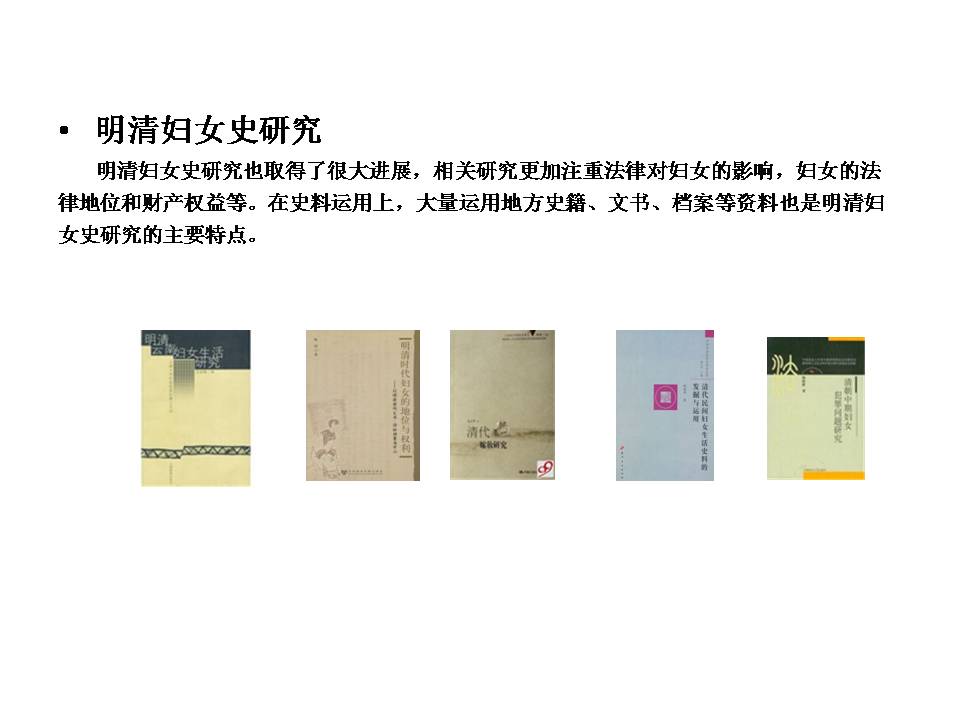 • 明清妇女史研究
明清妇女史研究也取得了很大进展，相关研究更加注重法律对妇女的影响，妇女的法
律地位和财产权益等。在史料运用上，大量运用地方史籍、文书、档案等资料也是明清妇
女史研究的主要特点。
明清
云南妇女生活
研究
明清时代妇女的地位与权利
清代
嫁妆研究
清代民间妇女生活史料的
发掘与运用
法
清朝中期妇女
犯罪问题研究